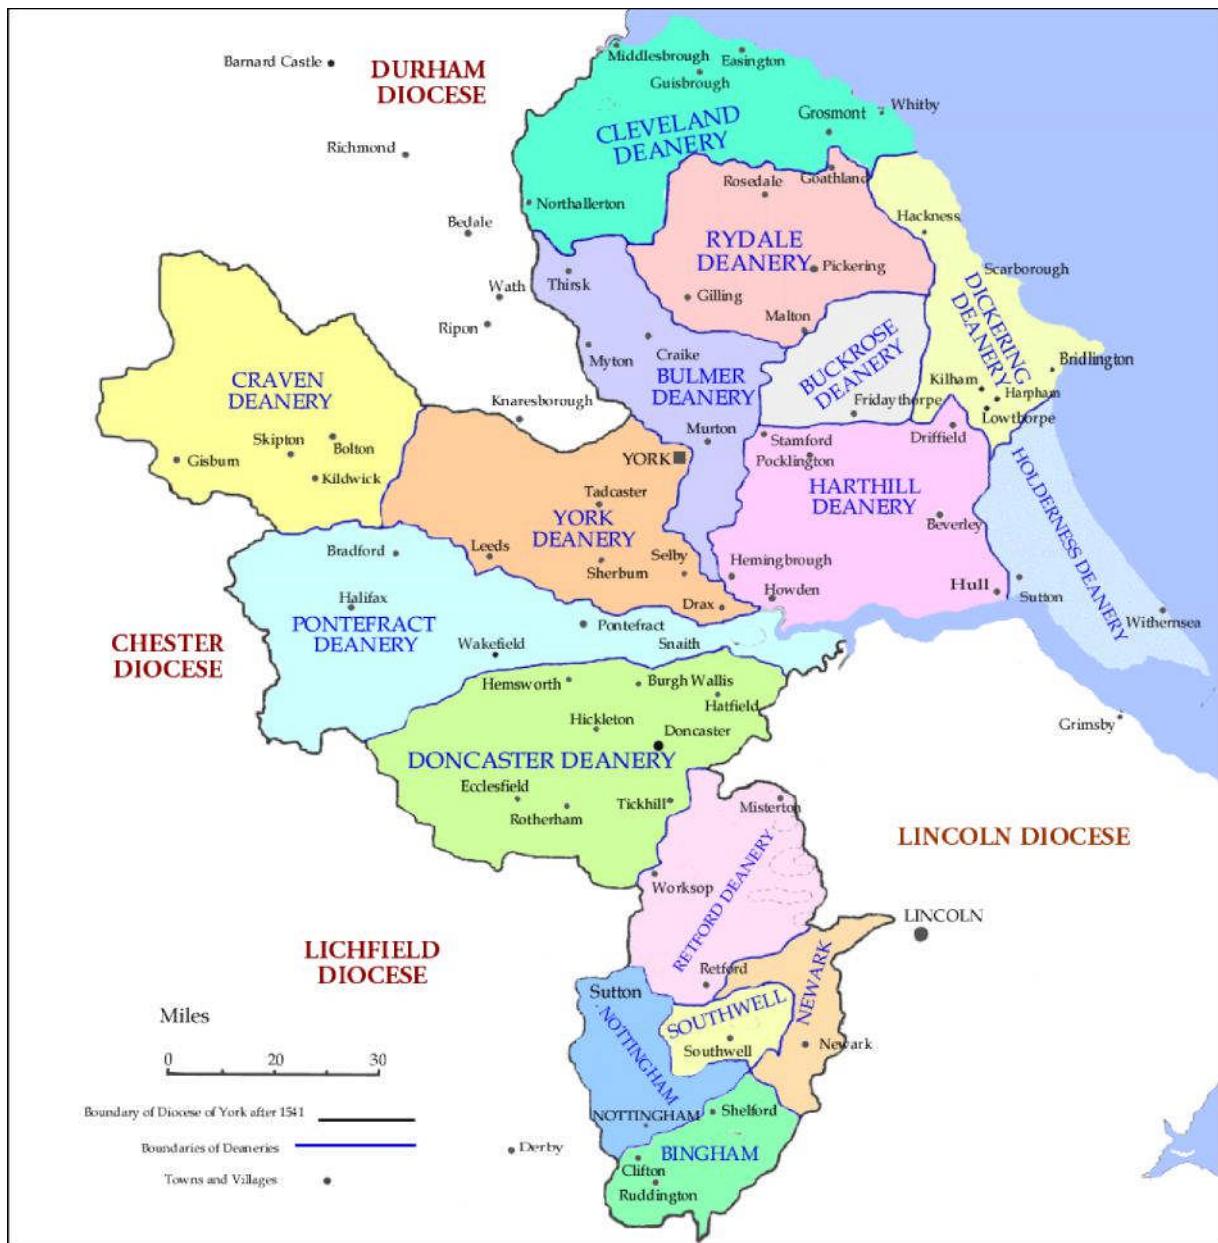 Middlesbrough
Easington
Barnard Castle
DURHAM
DIOCESE
Guisbrough
Whitby
CLEVELAND
DEANERY
Grosmont
Richmond
Goathland
Rosedale
Northallerton
Hackness
Bedale
RYDALE
DEANERY
Pickering
Scarborough
Thirsk
Wath
Gilling
DICKERING
DEANERY
Ripon
Malton
Myton
Craike
BUCKROSE
DEANERY
Bridlington
CRAVEN
DEANERY
BULMER
DEANERY
Kilham
Harpham
Knaresborough
Fridaythorpe
Lowthorpe
Skipton
Bolton
Murton
Stamford
Driffield
Gisburn
YORK
Pocklington
Kildwick
HARTHILL
DEANERY
HOLDERNESS DEANERY
Tadcaster
YORK
DEANERY
Beverley
Bradford
Leeds
Selby
Hemingbrough
Sherburn
Howden
Hull
Sutton
Halifax
Drax
PONTEFRACT
DEANERY
Pontefract
Withernsea
CHESTER
DIOCESE
Wakefield
Snaith
Hemsworth
Burgh Wallis
Hatfield
Hickleton
Doncaster
Grimsby
DONCASTER DEANERY
Ecclesfield
Tickhill
Misterton
Rotherham
LINCOLN DIOCESE
RETFORD DEANERY
Worksop
LINCOLN
LICHFIELD
DIOCESE
Retford
NEWARK
Sutton
Miles
SOUTHWELL
NOTTINGHAM
Southwell
Newark
0 20 30
Boundary of Diocese of York after 1541
NOTTINGHAM
Shelford
Boundaries of Deaneries
Derby
BINGHAM
Clifton
Towns and Villages
Ruddington